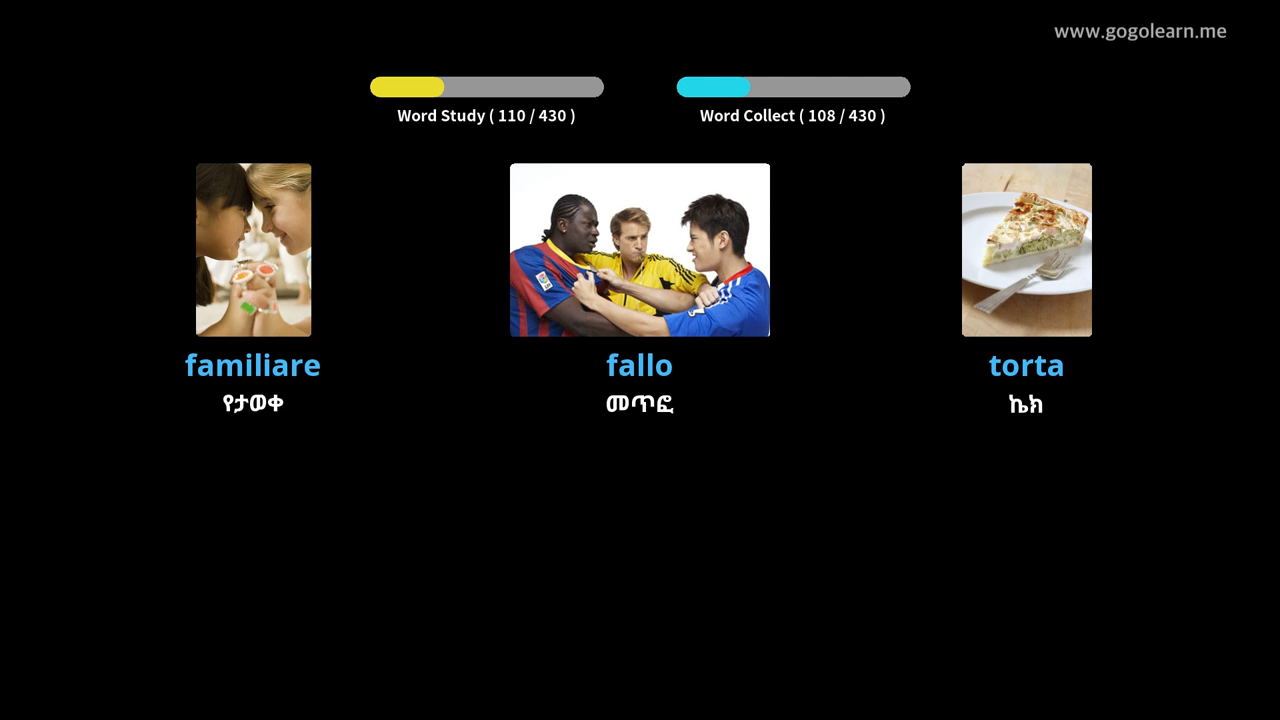 www.gogolearn.me
Word Study ( 110 / 430 )
Word Collect ( 108 / 430 )
familiare
fallo
torta
የታወቀ
መጥፎ
ኬክ